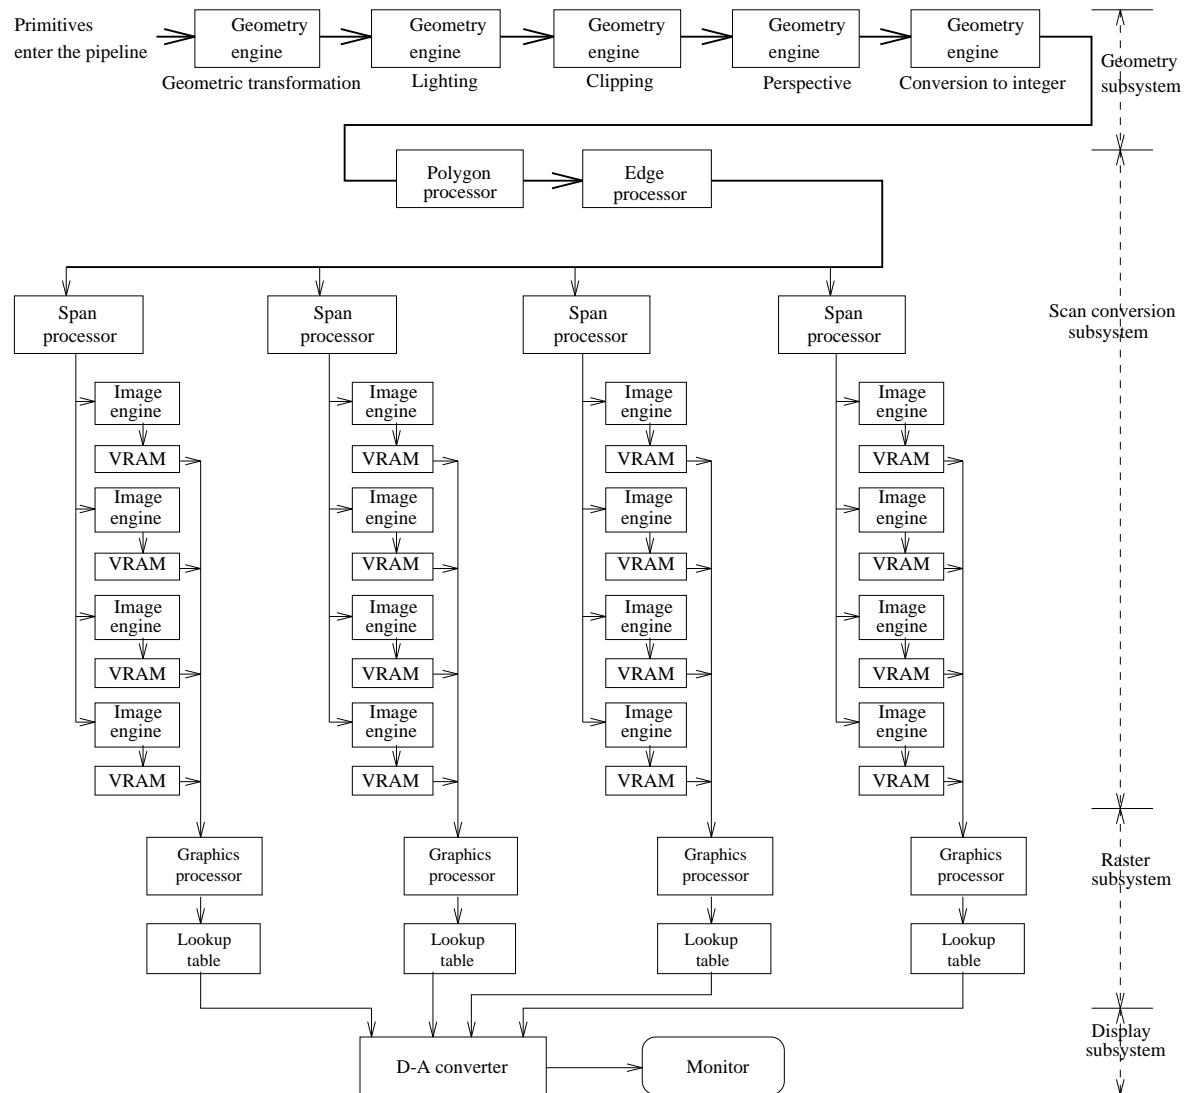 Primitives
enter the pipeline
Geometry
engine
Geometric transformation
Geometry
engine
Lighting
Geometry
engine
Clipping
Geometry
engine
Perspective
Geometry
engine
Conversion to integer
Geometry
subsystem
Polygon
processor
Edge
processor
Span
processor
Span
processor
Span
processor
Span
processor
Scan conversion
subsystem
Image
engine
VRAM
Image
engine
VRAM
Image
engine
VRAM
Image
engine
VRAM
Image
engine
VRAM
Image
engine
VRAM
Image
engine
VRAM
Image
engine
VRAM
Image
engine
VRAM
Image
engine
VRAM
Image
engine
VRAM
Image
engine
VRAM
Image
engine
VRAM
Image
engine
VRAM
Image
engine
VRAM
Image
engine
VRAM
Graphics
processor
Graphics
processor
Graphics
processor
Graphics
processor
Raster
subsystem
Lookup
table
Lookup
table
Lookup
table
Lookup
table
D-A converter
Monitor
Display
subsystem